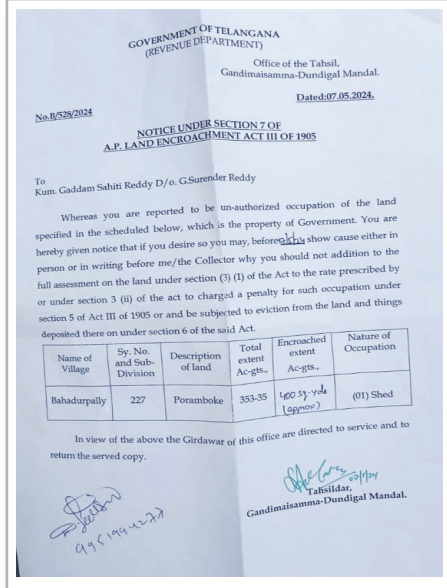 GOVERNMENT OF TELANGANA
(REVENUE DEPARTMENT)
Office of the Tahsil,
Gandimaisamma-Dundigal Mandal.
Dated:07.05.2024.
No.B/528/2024
NOTICE UNDER SECTION 7 OF
A.P. LAND ENCROACHMENT ACT III OF 1905
To
Kum. Gaddam Sahiti Reddy D/o. G.Surender Reddy
Whereas you are reported to be un-authorized occupation of the land
specified in the scheduled below, which is the property of Government. You are
hereby given notice that if you desire so you may, before show cause either in
person or in writing before me/the Collector why you should not addition to the
full assessment on the land under section (3) (1) of the Act to the rate prescribed by
or under section 3 (ii) of the act to charged a penalty for such occupation under
section 5 of Act III of 1905 or and be subjected to eviction from the land and things
deposited there on under section 6 of the said Act.
Name of Village Sy. No. and Sub-Division Description of land Total extent Ac-gts., Encroached extent Ac-gts., Nature of Occupation
Bahadurpally 227 Poramboke 353-35 400 Sq.yds (approx) (01) Shed
In view of the above the Girdawar of this office are directed to service and to
return the served copy.
Tahsildar,
Gandimaisamma-Dundigal Mandal.
9951994277